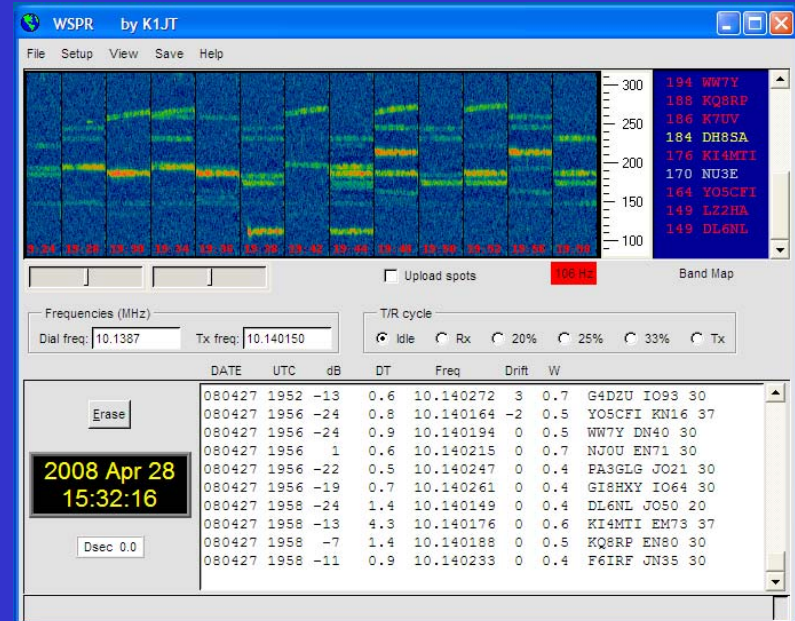 WSPR by K1JT
File Setup View Save Help
300
250
200
150
100
194 WW7Y
188 KQ8RP
186 K7UV
184 DH8SA
176 KI4MTI
170 NU3E
164 YO5CFI
149 LZ2HA
149 DL6NL
Upload spots
106 Hz
Band Map
Frequencies (MHz)
Dial freq: 10.1387 Tx freq: 10.140150
T/R cycle
Idle Rx 20% 25% 33% Tx
DATE UTC dB DT Freq Drift W
080427 1952 -13 0.6 10.140272 3 0.7 G4DZU IO93 30
080427 1956 -24 0.8 10.140164 -2 0.5 YO5CFI KN16 37
080427 1956 -24 0.9 10.140194 0 0.5 WW7Y DN40 30
080427 1956 1 0.6 10.140215 0 0.7 NJ0U EN71 30
080427 1956 -22 0.5 10.140247 0 0.4 PA3GLG JO21 30
080427 1956 -19 0.7 10.140261 0 0.4 GI8HXY IO64 30
080427 1958 -24 1.4 10.140149 0 0.4 DL6NL JO50 20
080427 1958 -13 4.3 10.140176 0 0.6 KI4MTI EM73 37
080427 1958 -7 1.4 10.140188 0 0.5 KQ8RP EN80 30
080427 1958 -11 0.9 10.140233 0 0.4 F6IRF JN35 30
Erase
2008 Apr 28
15:32:16
Dsec 0.0